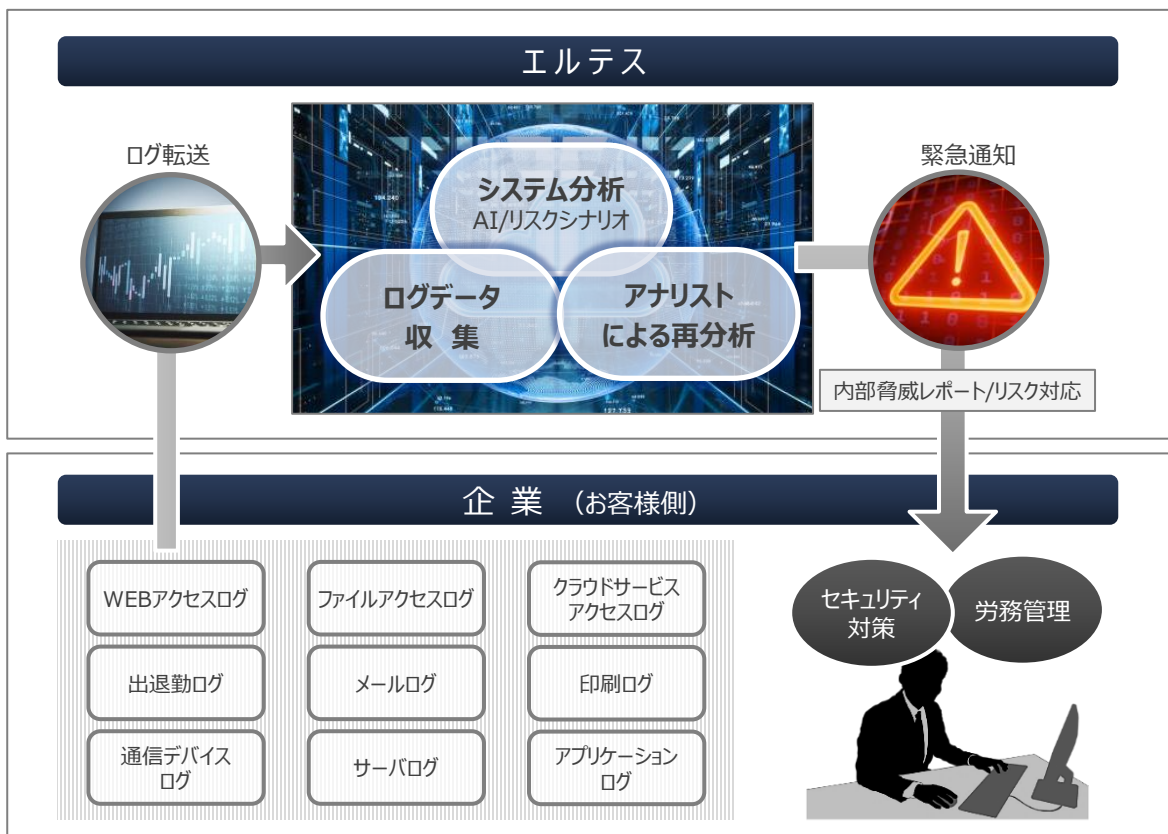 エルテス
ログ転送
緊急通知
システム分析
AI/リスクシナリオ
ログデータ
収 集
アナリスト
による再分析
内部脅威レポート/リスク対応
企 業 (お客様側)
WEBアクセスログ
ファイルアクセスログ
クラウドサービス
アクセスログ
出退勤ログ
メールログ
印刷ログ
通信デバイス
ログ
サーバログ
アプリケーション
ログ
セキュリティ
対策
労務管理
194.240
127.733